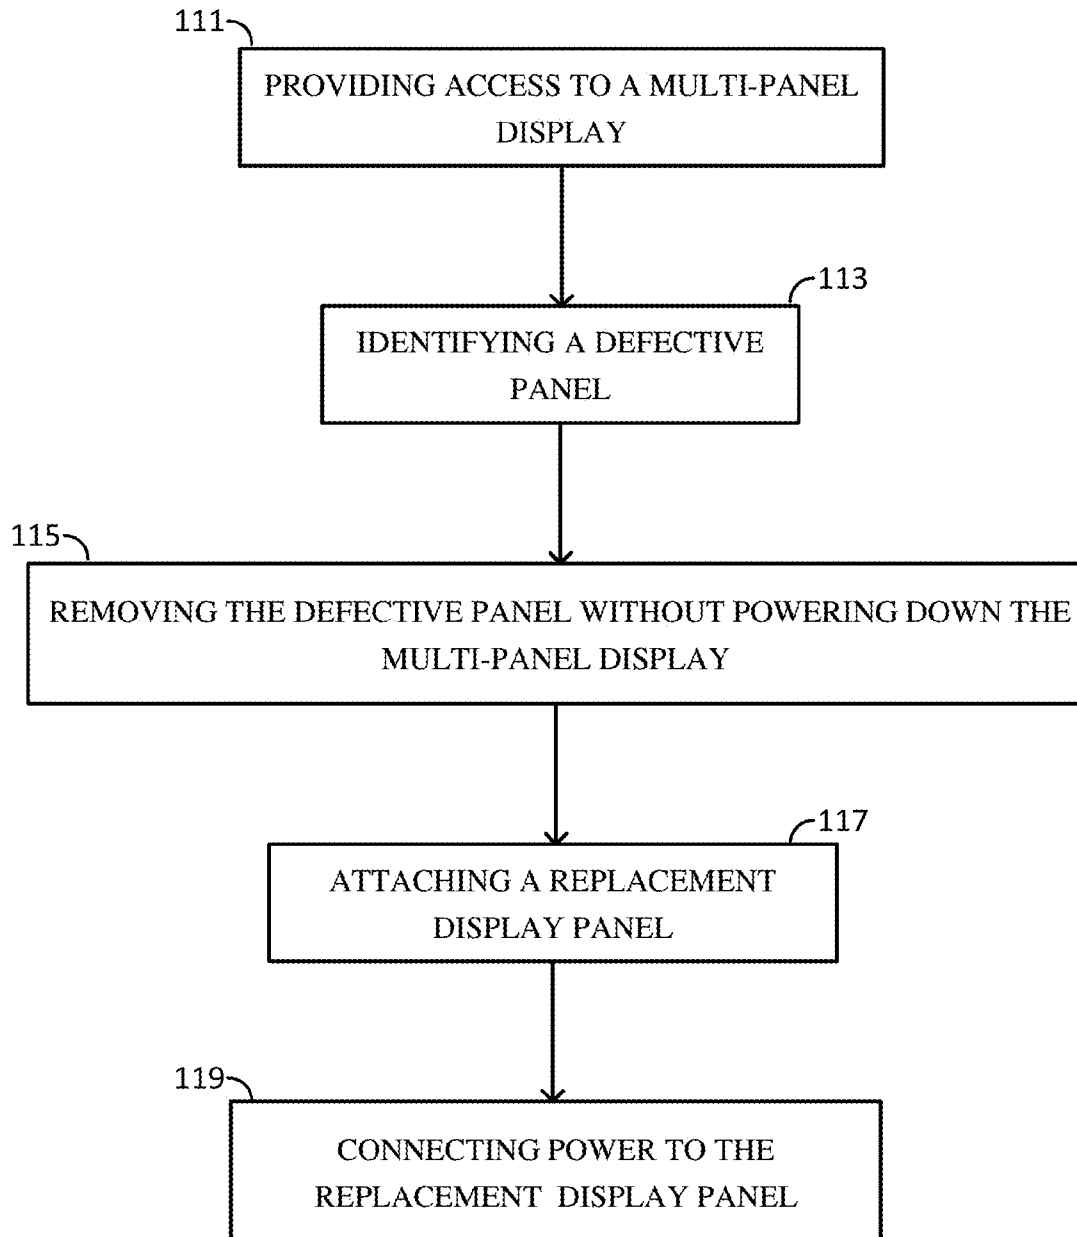 111
PROVIDING ACCESS TO A MULTI-PANEL
DISPLAY
113
IDENTIFYING A DEFECTIVE
PANEL
115
REMOVING THE DEFECTIVE PANEL WITHOUT POWERING DOWN THE
MULTI-PANEL DISPLAY
117
ATTACHING A REPLACEMENT
DISPLAY PANEL
119
CONNECTING POWER TO THE
REPLACEMENT DISPLAY PANEL